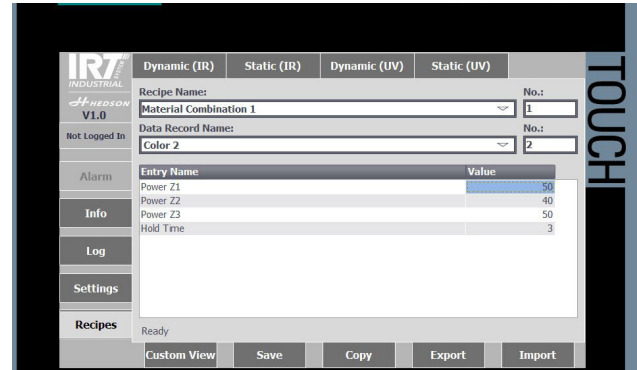 IRT
SYSTEM
INDUSTRIAL
HEDSON
V1.0
Not Logged In
Alarm
Info
Log
Settings
Recipes
Dynamic (IR) Static (IR) Dynamic (UV) Static (UV)
Recipe Name: No.:
Material Combination 1 1
Data Record Name: No.:
Color 2 2
Entry Name Value
Power Z1 50
Power Z2 40
Power Z3 50
Hold Time 3
Ready
Custom View Save Copy Export Import
TOUCH